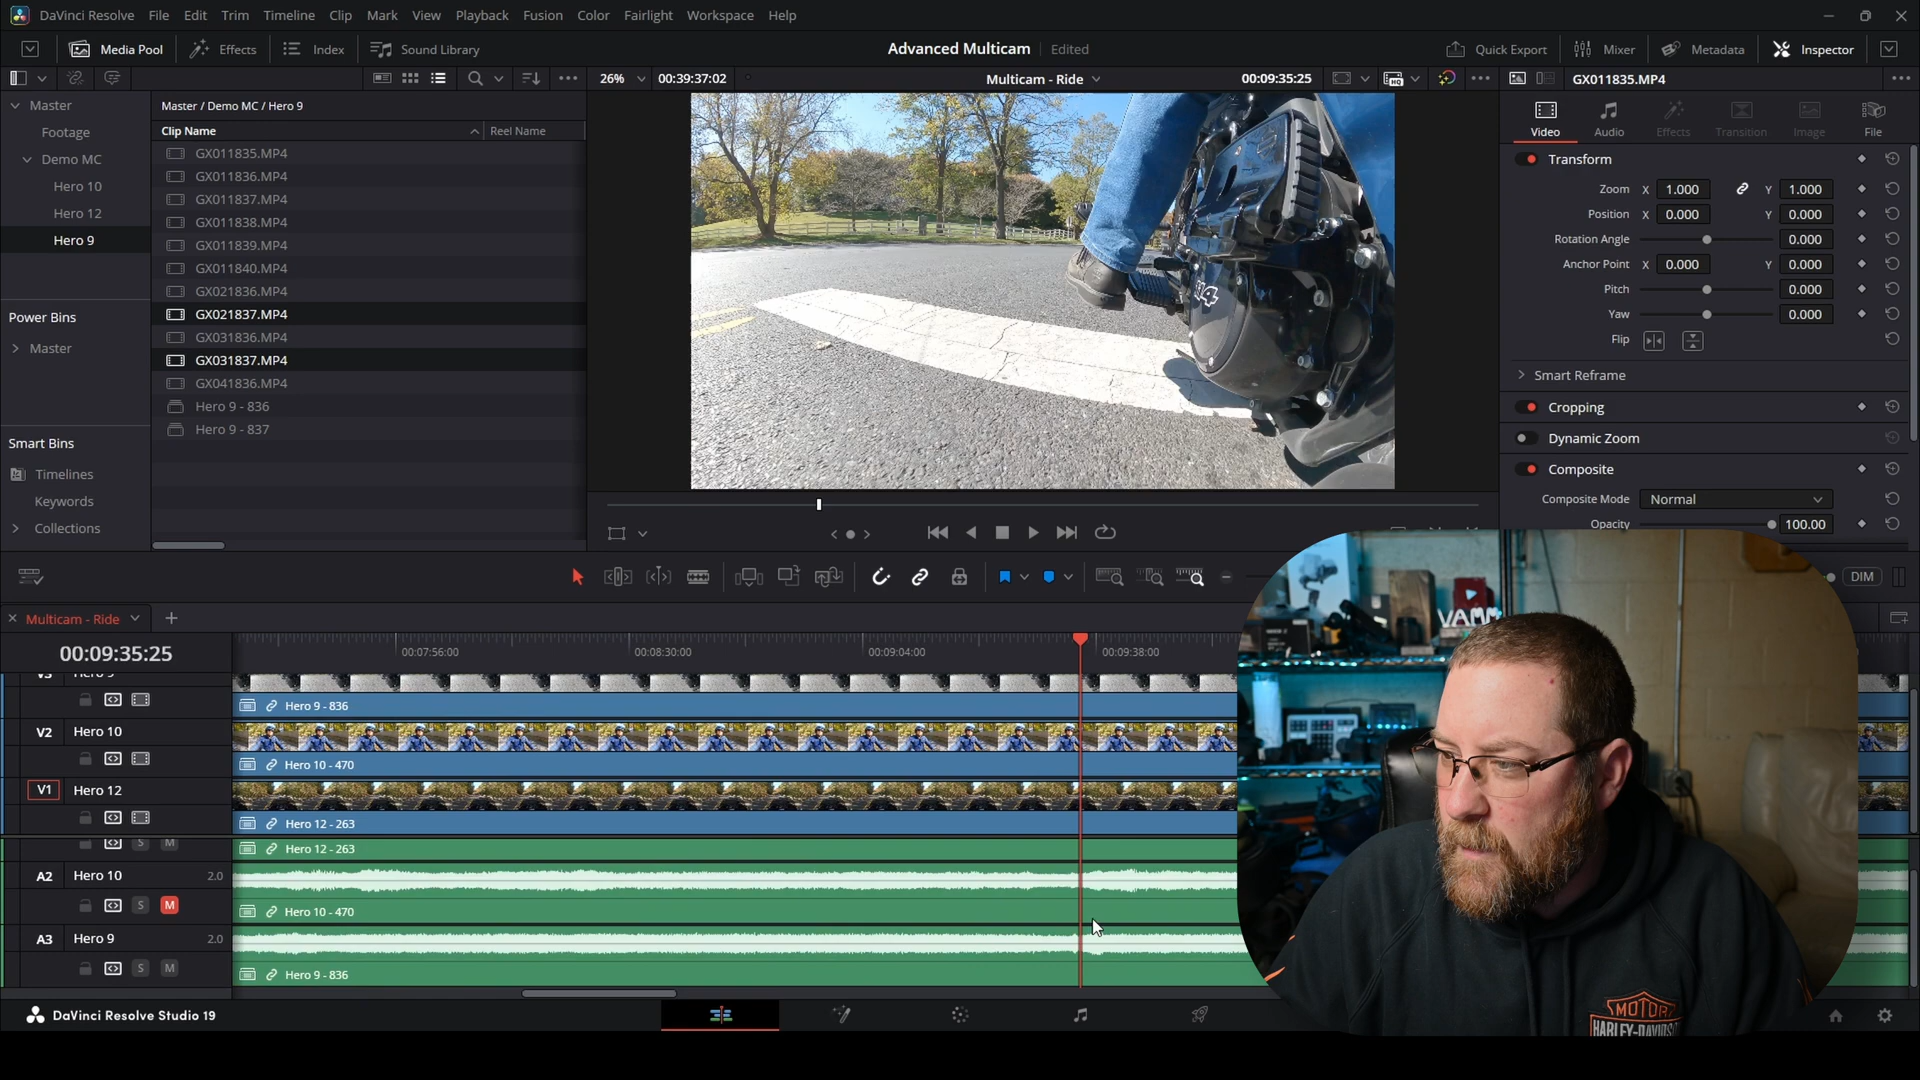 DaVinci Resolve File Edit Trim Timeline Clip Mark View Playback Fusion Color Fairlight Workspace Help
Media Pool Effects Index Sound Library Advanced Multicam Edited Quick Export Mixer Metadata Inspector
26% 00:39:37:02 Multicam - Ride 00:09:35:25 GX011835.MP4
Master
Footage
Demo MC
Hero 10
Hero 12
Hero 9
Power Bins
Master
Smart Bins
Timelines
Keywords
Collections
Master / Demo MC / Hero 9
Clip Name Reel Name
GX011835.MP4
GX011836.MP4
GX011837.MP4
GX011838.MP4
GX011839.MP4
GX011840.MP4
GX021836.MP4
GX021837.MP4
GX031836.MP4
GX031837.MP4
GX041836.MP4
Hero 9 - 836
Hero 9 - 837
Video Audio Effects Transition Image File
Transform
Zoom X 1.000 Y 1.000
Position X 0.000 Y 0.000
Rotation Angle 0.000
Anchor Point X 0.000 Y 0.000
Pitch 0.000
Yaw 0.000
Flip
Smart Reframe
Cropping
Dynamic Zoom
Composite
Composite Mode Normal
Opacity 100.00
DIM
Multicam - Ride
00:09:35:25
00:07:56:00 00:08:30:00 00:09:04:00 00:09:38:00
Hero 9 - 836
V2 Hero 10
Hero 10 - 470
V1 Hero 12
Hero 12 - 263
S M Hero 12 - 263
A2 Hero 10 2.0
S M Hero 10 - 470
A3 Hero 9 2.0
S M Hero 9 - 836
DaVinci Resolve Studio 19
MOTOR
HARLEY-DAVIDS